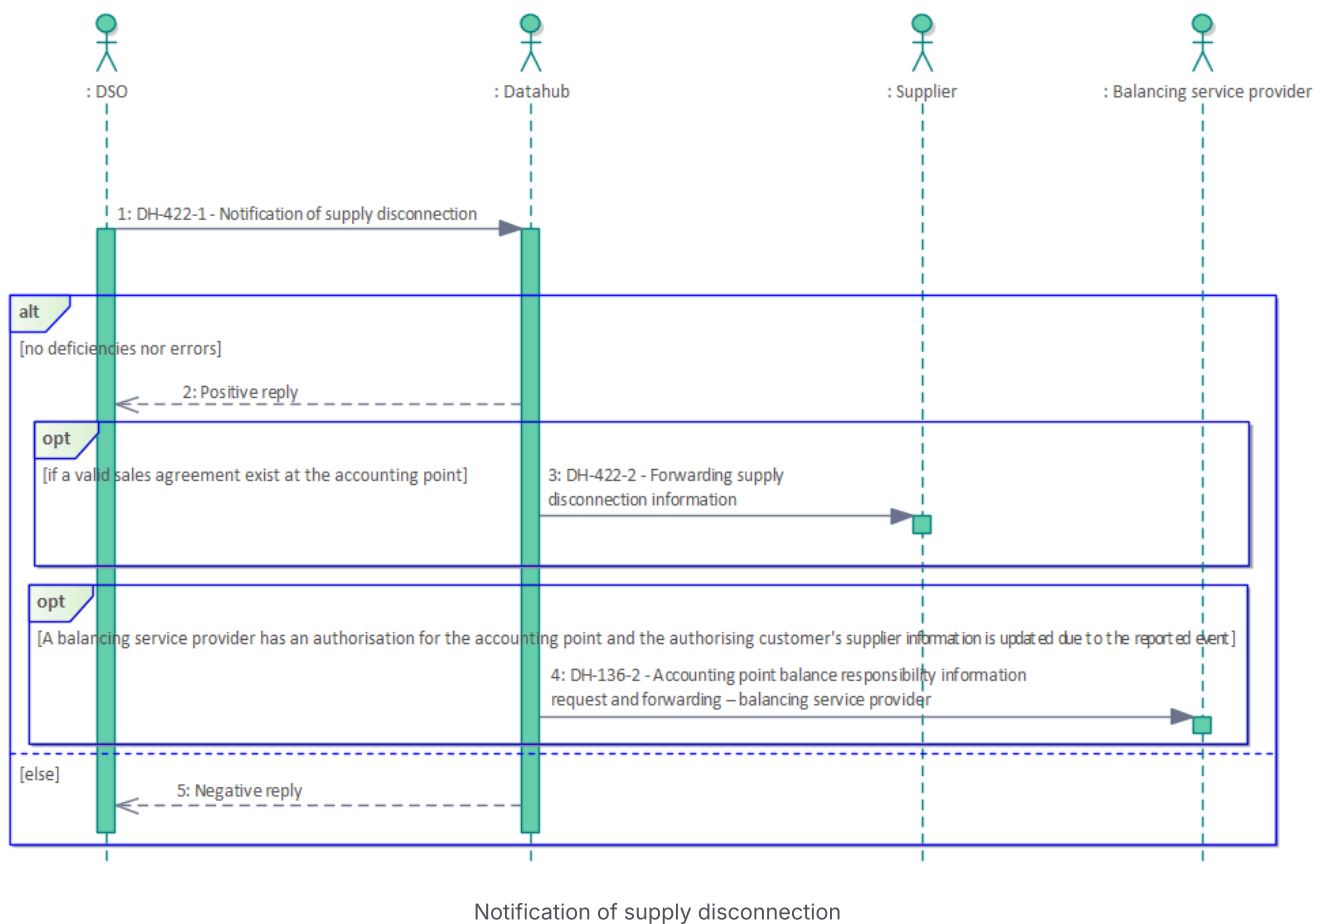 : DSO
: Datahub
: Supplier
: Balancing service provider
1: DH-422-1 - Notification of supply disconnection
alt
[no deficiencies nor errors]
2: Positive reply
opt
[if a valid sales agreement exist at the accounting point]
3: DH-422-2 - Forwarding supply
disconnection information
opt
[A balancing service provider has an authorisation for the accounting point and the authorising customer's supplier information is updated due to the reported event]
4: DH-136-2 - Accounting point balance responsibility information
request and forwarding – balancing service provider
[else]
5: Negative reply
Notification of supply disconnection